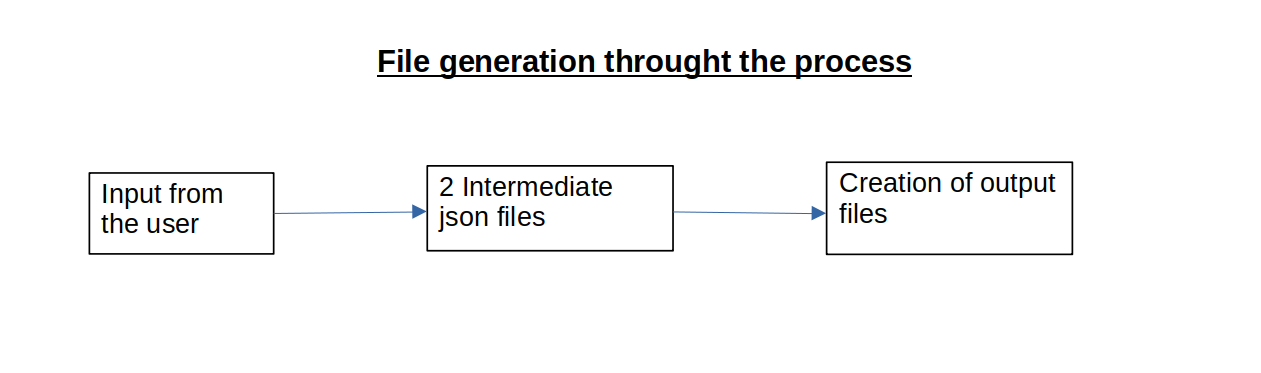 File generation throught the process
Input from
the user
2 Intermediate
json files
Creation of output
files